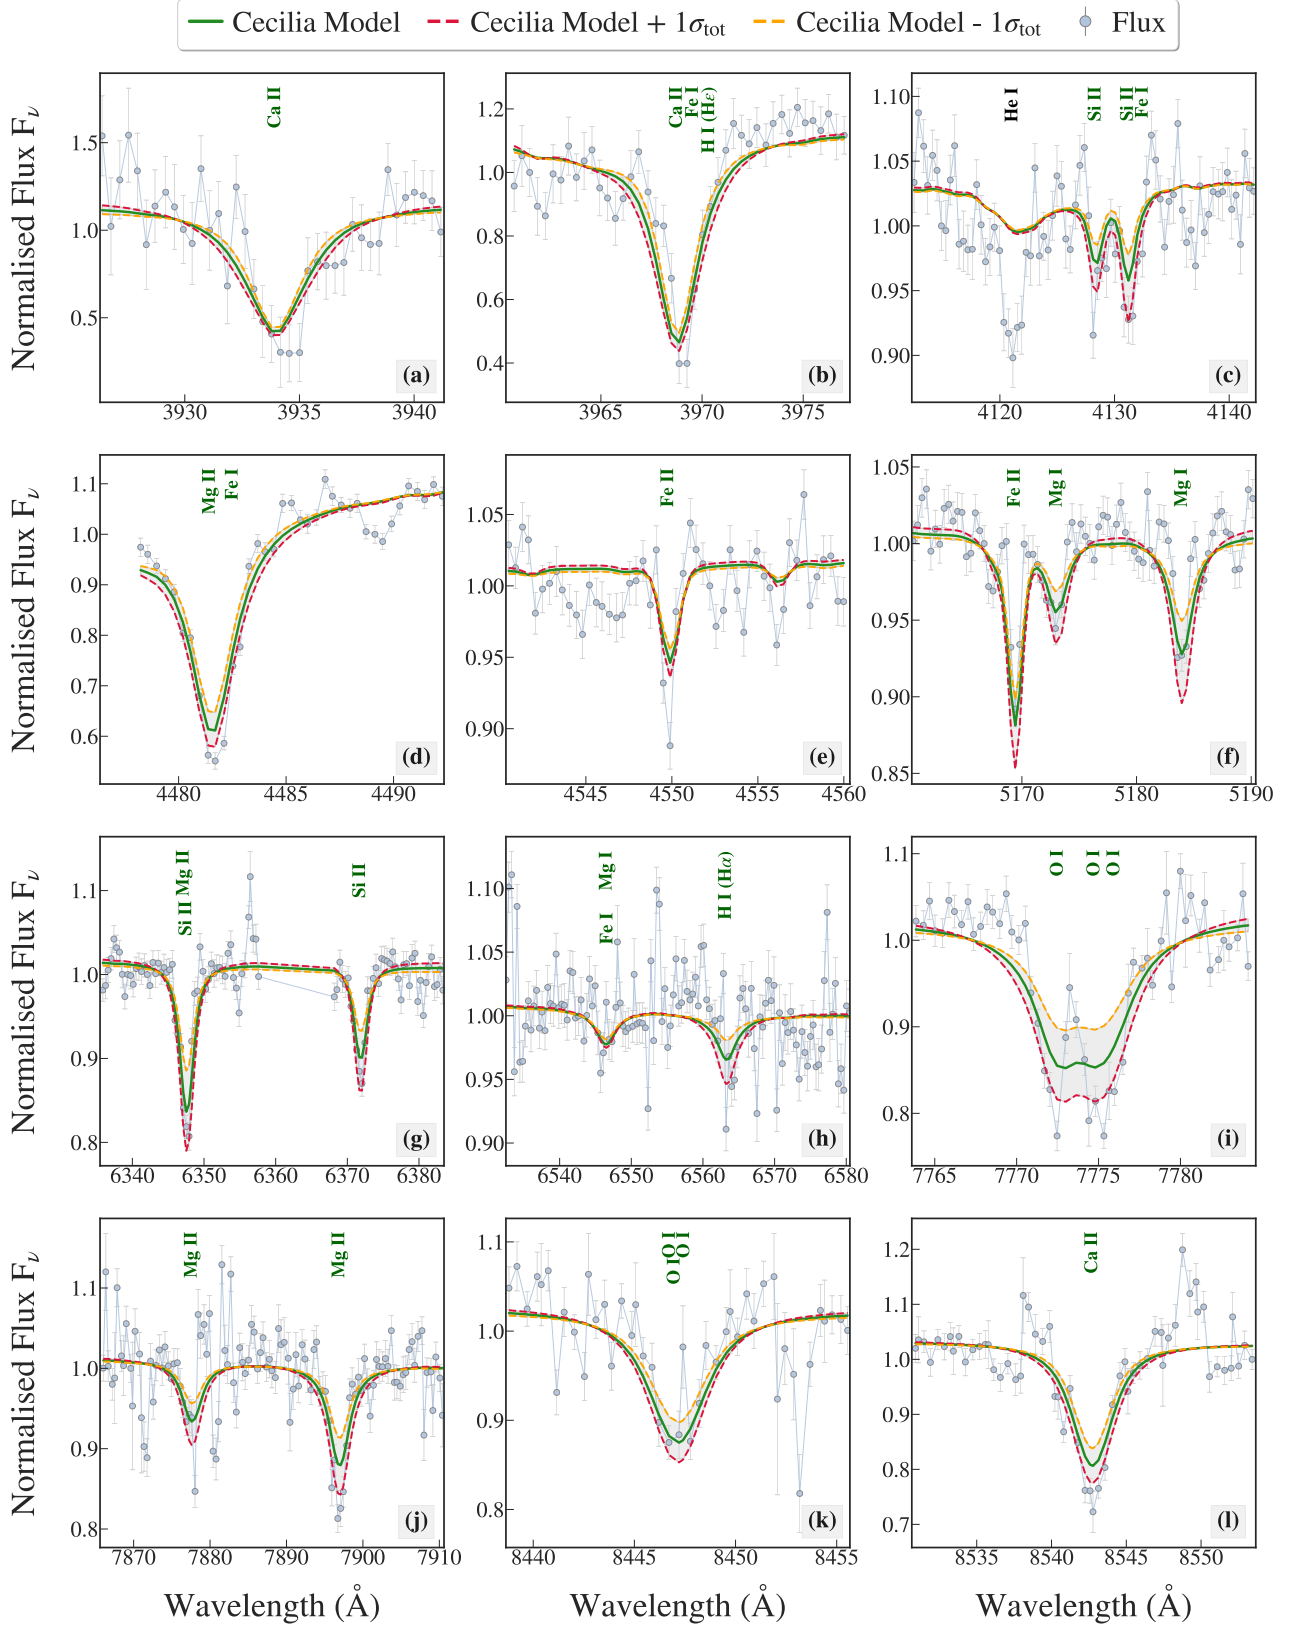 Cecilia Model Cecilia Model + 1σtot Cecilia Model - 1σtot Flux
Normalised Flux Fν
Ca II
1.5
1.0
0.5
(a)
3930 3935 3940
Ca II
Fe I
H I (Hε)
1.2
1.0
0.8
0.6
0.4
(b)
3965 3970 3975
He I
Si II
Si II
Fe I
1.10
1.05
1.00
0.95
0.90
(c)
4120 4130 4140
Normalised Flux Fν
Mg II
Fe I
1.1
1.0
0.9
0.8
0.7
0.6
(d)
4480 4485 4490
Fe II
1.05
1.00
0.95
0.90
(e)
4545 4550 4555 4560
Fe II
Mg I
Mg I
1.05
1.00
0.95
0.90
0.85
(f)
5170 5180 5190
Normalised Flux Fν
Si II Mg II
Si II
1.1
1.0
0.9
0.8
(g)
6340 6350 6360 6370 6380
Fe I Mg I
H I (Hα)
1.10
1.05
1.00
0.95
0.90
(h)
6540 6550 6560 6570 6580
O I
O I
O I
1.1
1.0
0.9
0.8
(i)
7765 7770 7775 7780
Normalised Flux Fν
Mg II
Mg II
1.1
1.0
0.9
0.8
(j)
7870 7880 7890 7900 7910
O I
O I
O I
1.1
1.0
0.9
0.8
(k)
8440 8445 8450 8455
Ca II
1.2
1.1
1.0
0.9
0.8
0.7
(l)
8535 8540 8545 8550
Wavelength (Å) Wavelength (Å) Wavelength (Å)